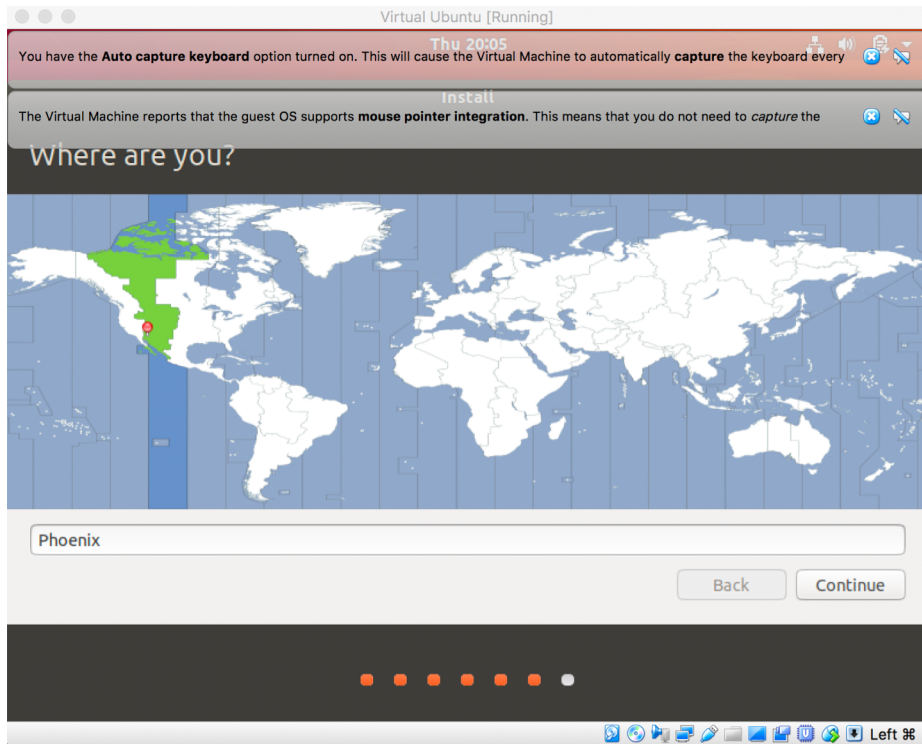 Virtual Ubuntu [Running]
Thu 20:05
You have the Auto capture keyboard option turned on. This will cause the Virtual Machine to automatically capture the keyboard every
Install
The Virtual Machine reports that the guest OS supports mouse pointer integration. This means that you do not need to capture the
Where are you?
Phoenix
Back
Continue
Left ⌘